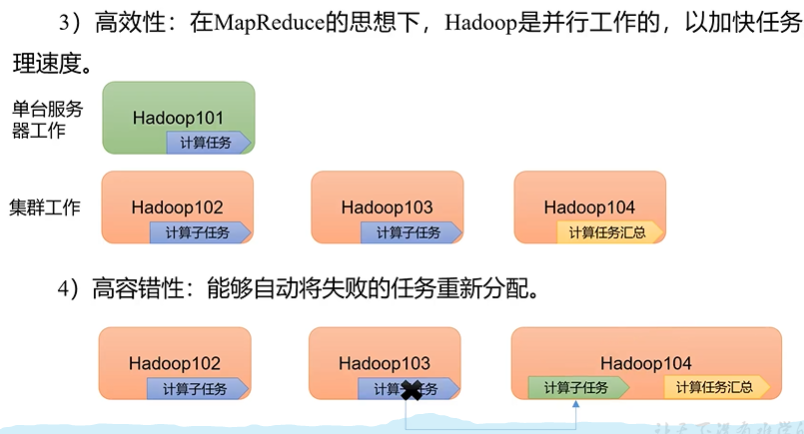 3）高效性：在MapReduce的思想下，Hadoop是并行工作的，以加快任务
理速度。
单台服务
器工作
Hadoop101
计算任务
集群工作
Hadoop102
计算子任务
Hadoop103
计算子任务
Hadoop104
计算任务汇总
4）高容错性：能够自动将失败的任务重新分配。
Hadoop102
计算子任务
Hadoop103
计算 任务
Hadoop104
计算子任务
计算任务汇总